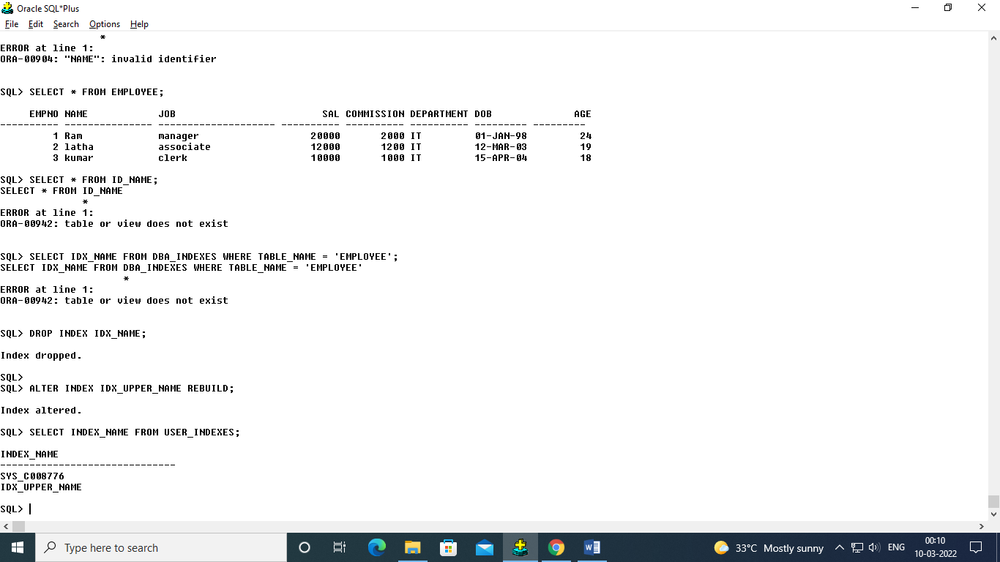 Oracle SQL*Plus
File Edit Search Options Help
*
ERROR at line 1:
ORA-00904: "NAME": invalid identifier
SQL> SELECT * FROM EMPLOYEE;
EMPNO NAME JOB SAL COMMISSION DEPARTMENT DOB AGE
---------- --------------- -------------------- ---------- ---------- ---------- --------- ---------
1 Ram manager 20000 2000 IT 01-JAN-98 24
2 latha associate 12000 1200 IT 12-MAR-03 19
3 kumar clerk 10000 1000 IT 15-APR-04 18
SQL> SELECT * FROM ID_NAME;
SELECT * FROM ID_NAME
*
ERROR at line 1:
ORA-00942: table or view does not exist
SQL> SELECT IDX_NAME FROM DBA_INDEXES WHERE TABLE_NAME = 'EMPLOYEE';
SELECT IDX_NAME FROM DBA_INDEXES WHERE TABLE_NAME = 'EMPLOYEE'
*
ERROR at line 1:
ORA-00942: table or view does not exist
SQL> DROP INDEX IDX_NAME;
Index dropped.
SQL>
SQL> ALTER INDEX IDX_UPPER_NAME REBUILD;
Index altered.
SQL> SELECT INDEX_NAME FROM USER_INDEXES;
INDEX_NAME
------------------------------
SYS_C008776
IDX_UPPER_NAME
SQL>
Type here to search
33°C Mostly sunny
ENG
00:10
10-03-2022